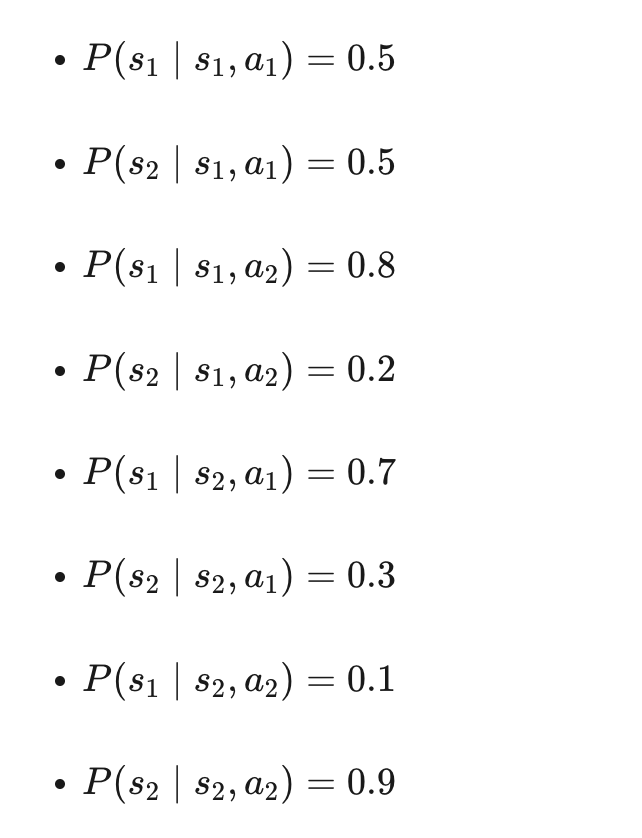 • P(s₁ | s₁, a₁) = 0.5
• P(s₂ | s₁, a₁) = 0.5
• P(s₁ | s₁, a₂) = 0.8
• P(s₂ | s₁, a₂) = 0.2
• P(s₁ | s₂, a₁) = 0.7
• P(s₂ | s₂, a₁) = 0.3
• P(s₁ | s₂, a₂) = 0.1
• P(s₂ | s₂, a₂) = 0.9